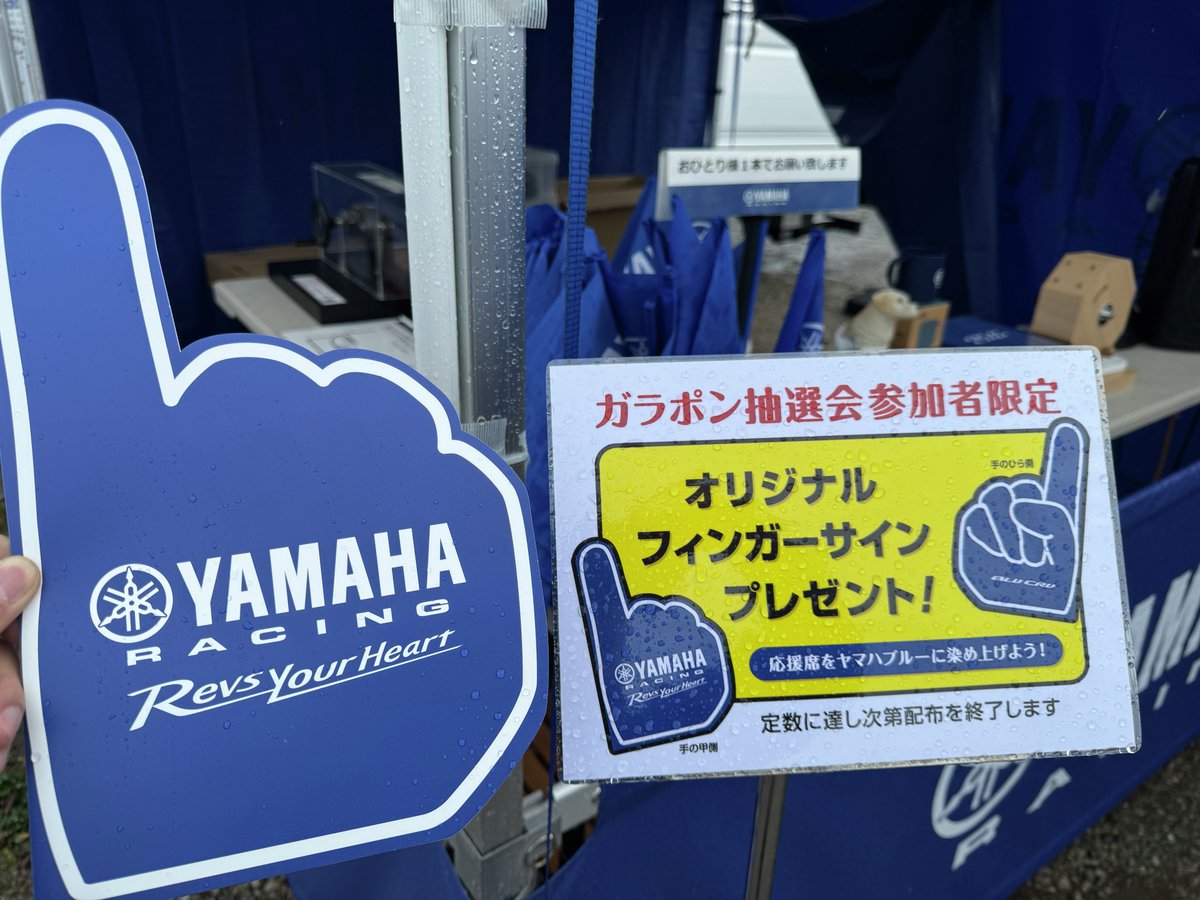 YAMAHA
RACING
Revs Your Heart
おひとり様1本でお願い致します
YAMAHA
ガラポン抽選会参加者限定
オリジナル
フィンガーサイン
プレゼント!
手のひら側
BLU CRU
YAMAHA
RACING
Revs Your Heart
応援席をヤマハブルーに染め上げよう!
手の甲側
定数に達し次第配布を終了します